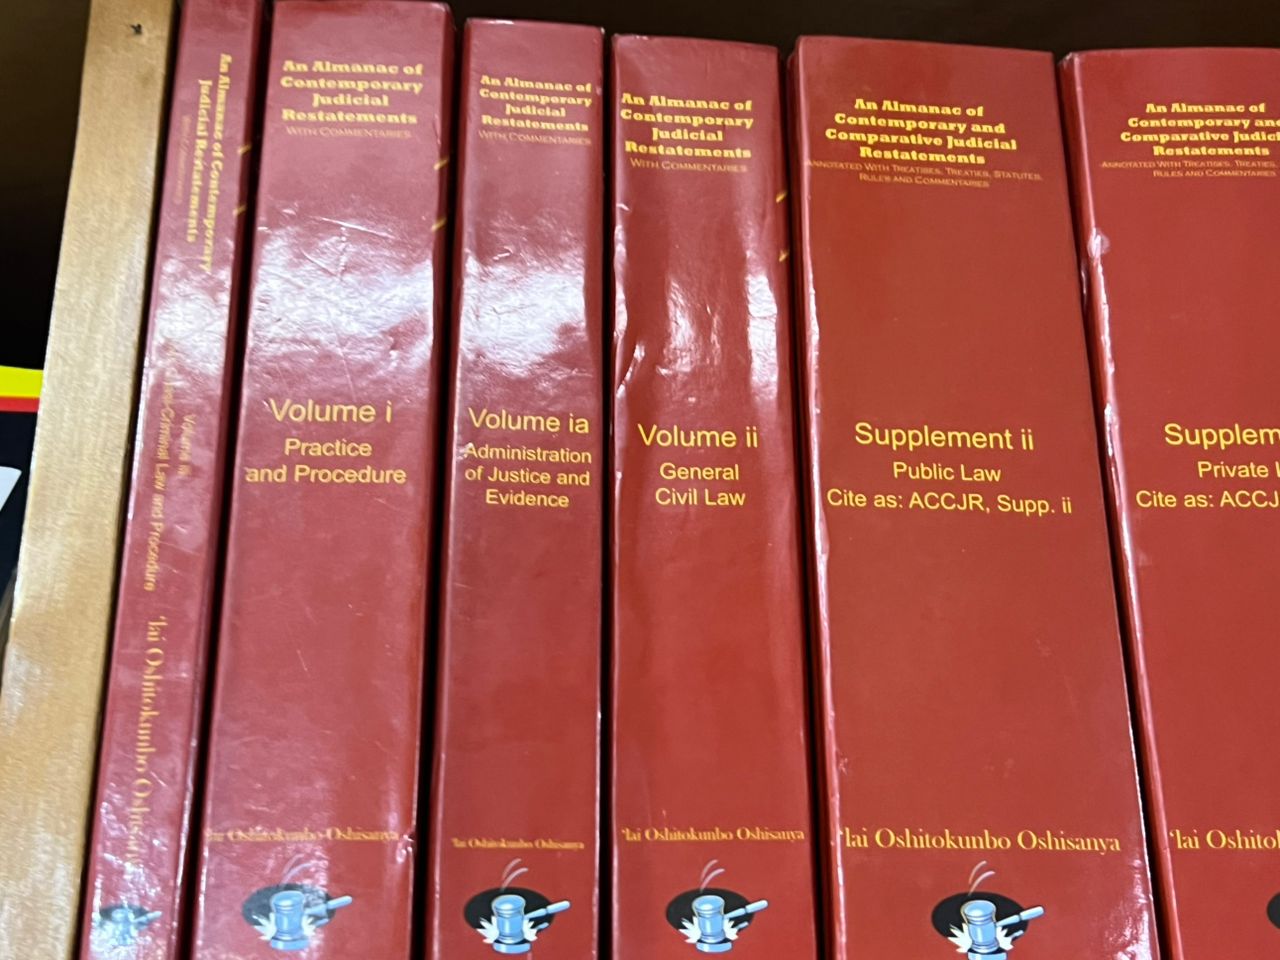 An Almanac of Contemporary
Judicial Restatements
With Commentaries
Volume
Criminal Law and Procedure
'lai Oshitokunbo
An Almanac of
Contemporary
Judicial
Restatements
With Commentaries
Volume i
Practice
and Procedure
'lai Oshitokunbo Oshisanya
An Almanac of
Contemporary
Judicial
Restatements
With Commentaries
Volume ia
Administration
of Justice and
Evidence
'lai Oshitokunbo Oshisanya
An Almanac of
Contemporary
Judicial
Restatements
With Commentaries
Volume ii
General
Civil Law
'lai Oshitokunbo Oshisanya
An Almanac of
Contemporary and
Comparative Judicial
Restatements
Annotated With Treatises, Treaties, Statutes,
Rules and Commentaries
Supplement ii
Public Law
Cite as: ACCJR, Supp. ii
'lai Oshitokunbo Oshisanya
An Almanac of
Contemporary and
Comparative Judic
Restatements
Annotated With Treatises, Treaties,
Rules and Commentaries
Supplem
Private
Cite as: ACCJ
'lai Oshitok